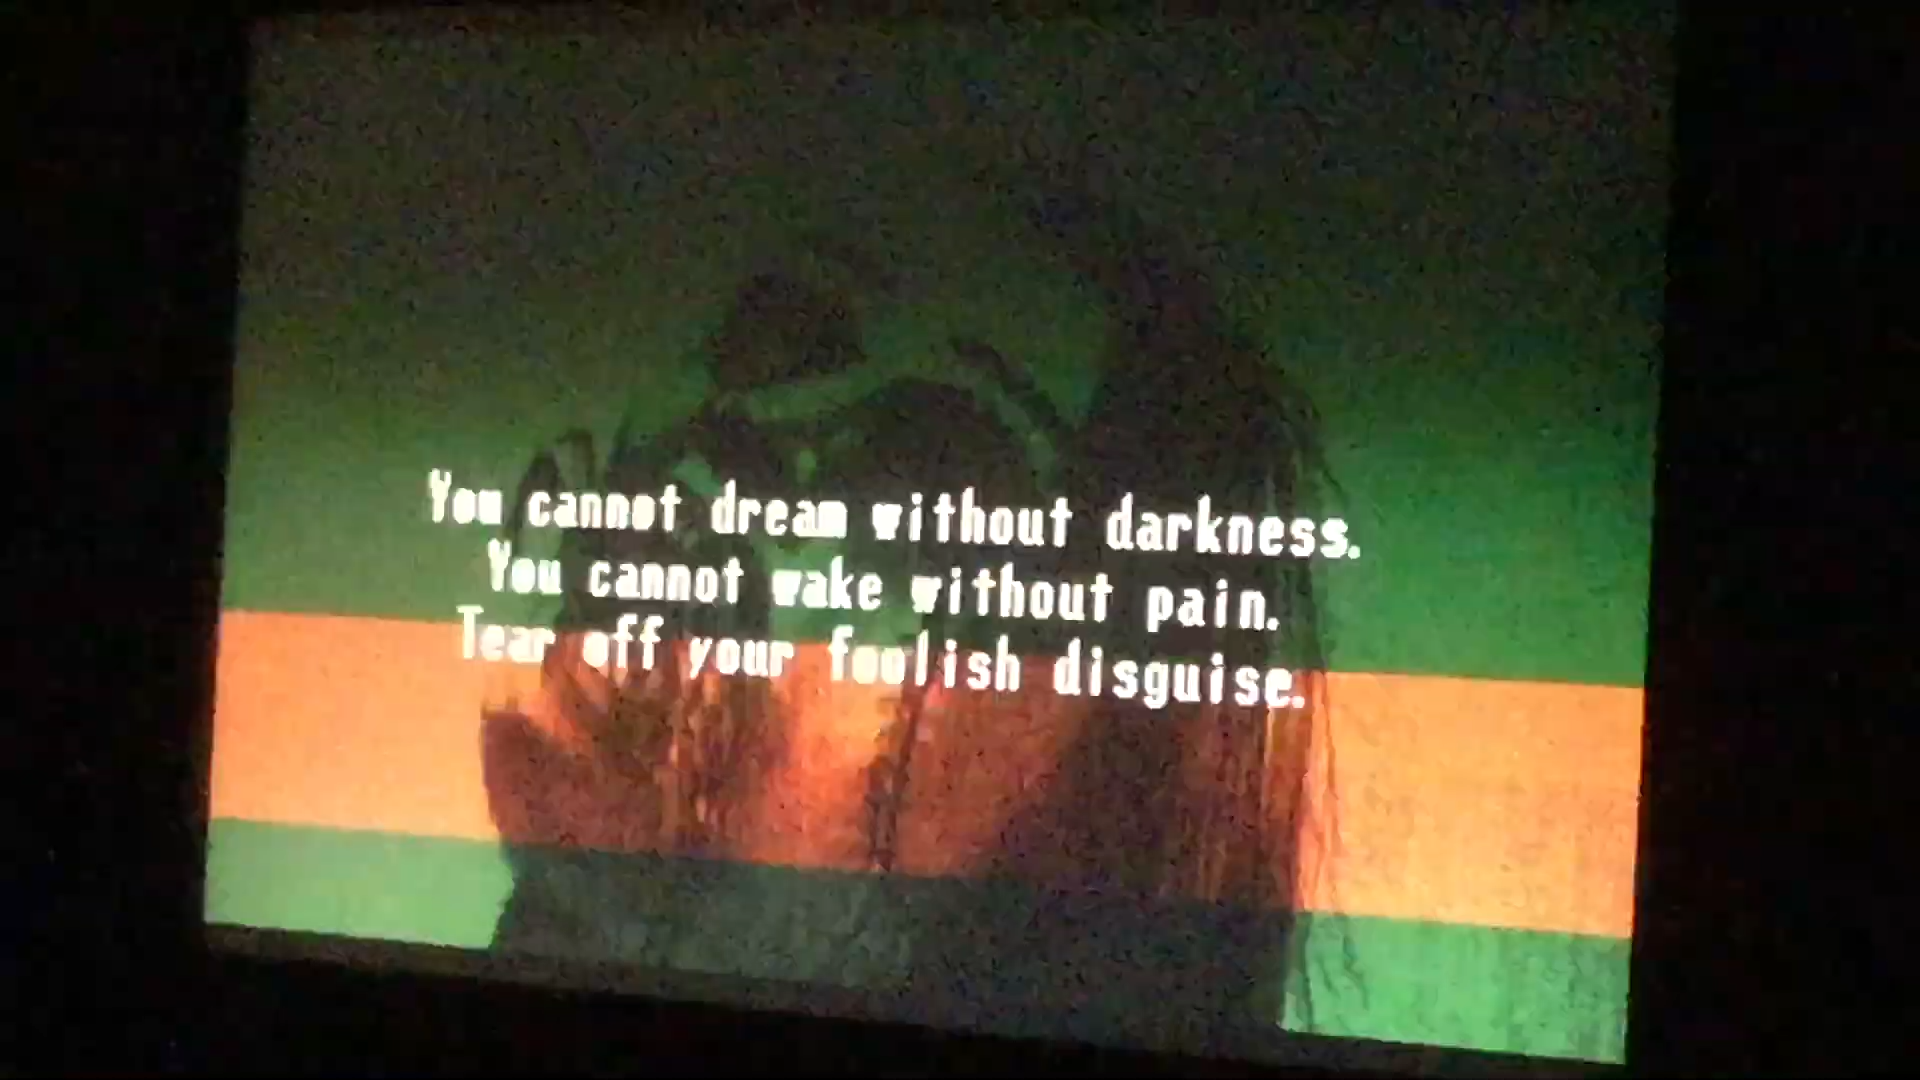 You cannot dream without darkness.
You cannot wake without pain.
Tear off your foolish disguise.